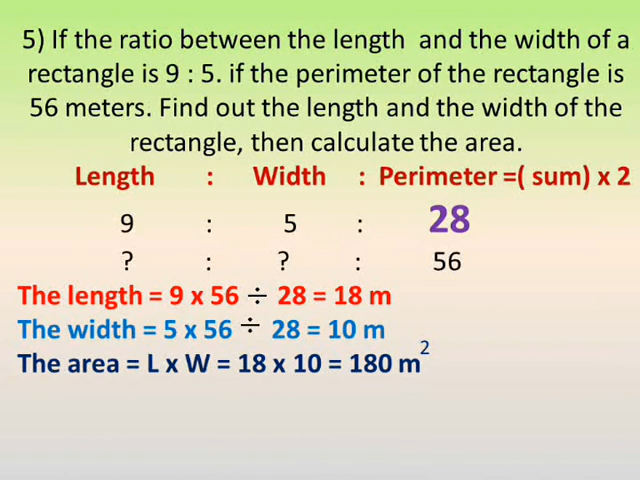 5) If the ratio between the length and the width of a
rectangle is 9 : 5. if the perimeter of the rectangle is
56 meters. Find out the length and the width of the
rectangle, then calculate the area.
Length : Width : Perimeter =( sum) x 2
9 : 5 : 28
? : ? : 56
The length = 9 x 56 ÷ 28 = 18 m
The width = 5 x 56 ÷ 28 = 10 m
The area = L x W = 18 x 10 = 180 m²